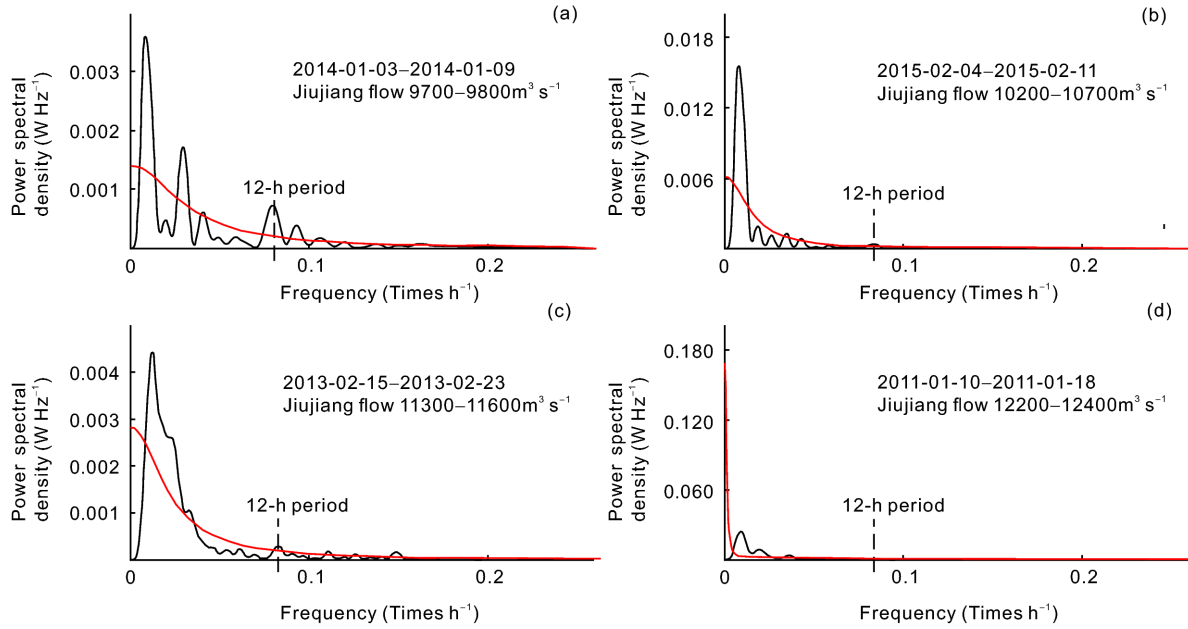 (a)
Power spectral
density (W Hz⁻¹)
0.003
0.002
0.001
2014-01-03–2014-01-09
Jiujiang flow 9700–9800m³ s⁻¹
12-h period
0 0.1 0.2
Frequency (Times h⁻¹)
(b)
Power spectral
density (W Hz⁻¹)
0.018
0.012
0.006
2015-02-04–2015-02-11
Jiujiang flow 10200–10700m³ s⁻¹
12-h period
0 0.1 0.2
Frequency (Times h⁻¹)
(c)
Power spectral
density (W Hz⁻¹)
0.004
0.003
0.002
0.001
2013-02-15–2013-02-23
Jiujiang flow 11300–11600m³ s⁻¹
12-h period
0 0.1 0.2
Frequency (Times h⁻¹)
(d)
Power spectral
density (W Hz⁻¹)
0.180
0.120
0.060
2011-01-10–2011-01-18
Jiujiang flow 12200–12400m³ s⁻¹
12-h period
0 0.1 0.2
Frequency (Times h⁻¹)